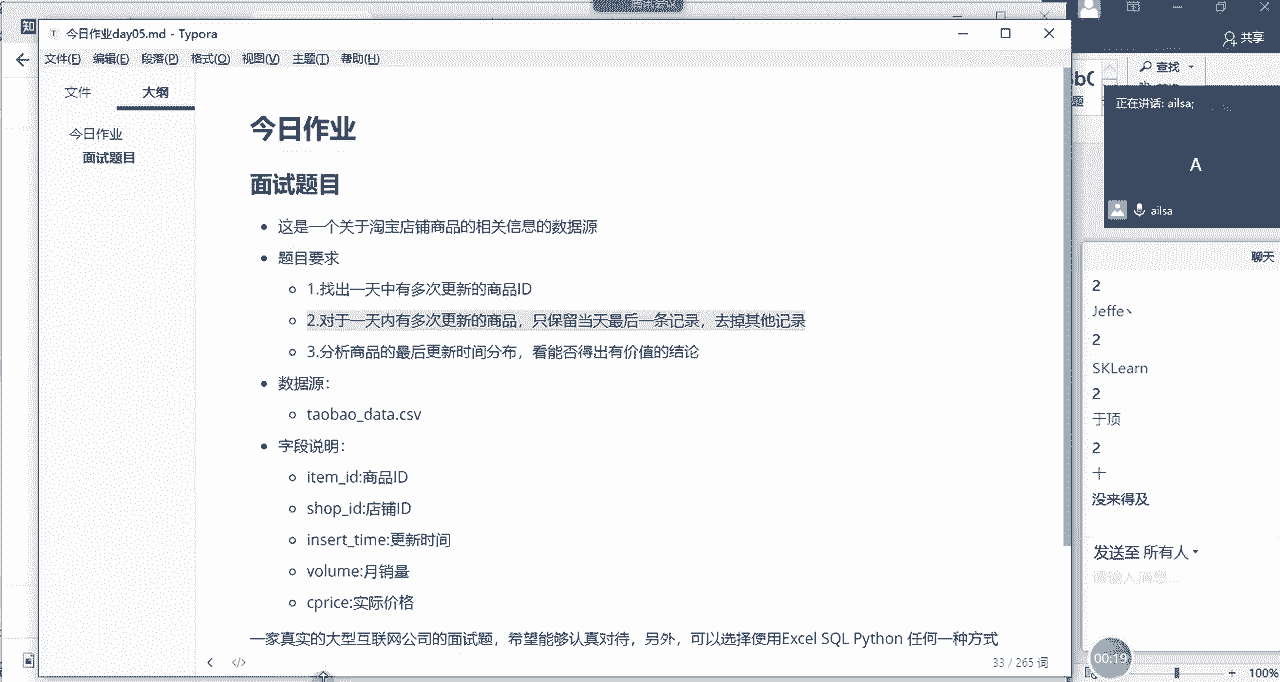 腾讯会议
知
今日作业day05.md - Typora
共享
文件(F) 编辑(E) 段落(P) 格式(O) 视图(V) 主题(T) 帮助(H)
查找
文件 大纲
题
正在讲话: ailsa;
今日作业
今日作业
面试题目
A
面试题目
ailsa
这是一个关于淘宝店铺商品的相关信息的数据源
题目要求
聊天
1.找出一天中有多次更新的商品ID
2
Jeffe丶
2.对于一天内有多次更新的商品，只保留当天最后一条记录，去掉其他记录
2
3.分析商品的最后更新时间分布，看能否得出有价值的结论
SKLearn
数据源：
2
taobao_data.csv
于顶
字段说明：
2
item_id:商品ID
十
shop_id:店铺ID
没来得及
insert_time:更新时间
发送至 所有人
volume:月销量
请输入消息...
cprice:实际价格
一家真实的大型互联网公司的面试题，希望能够认真对待，另外，可以选择使用Excel SQL Python 任何一种方式
33 / 265 词
00:19
100%